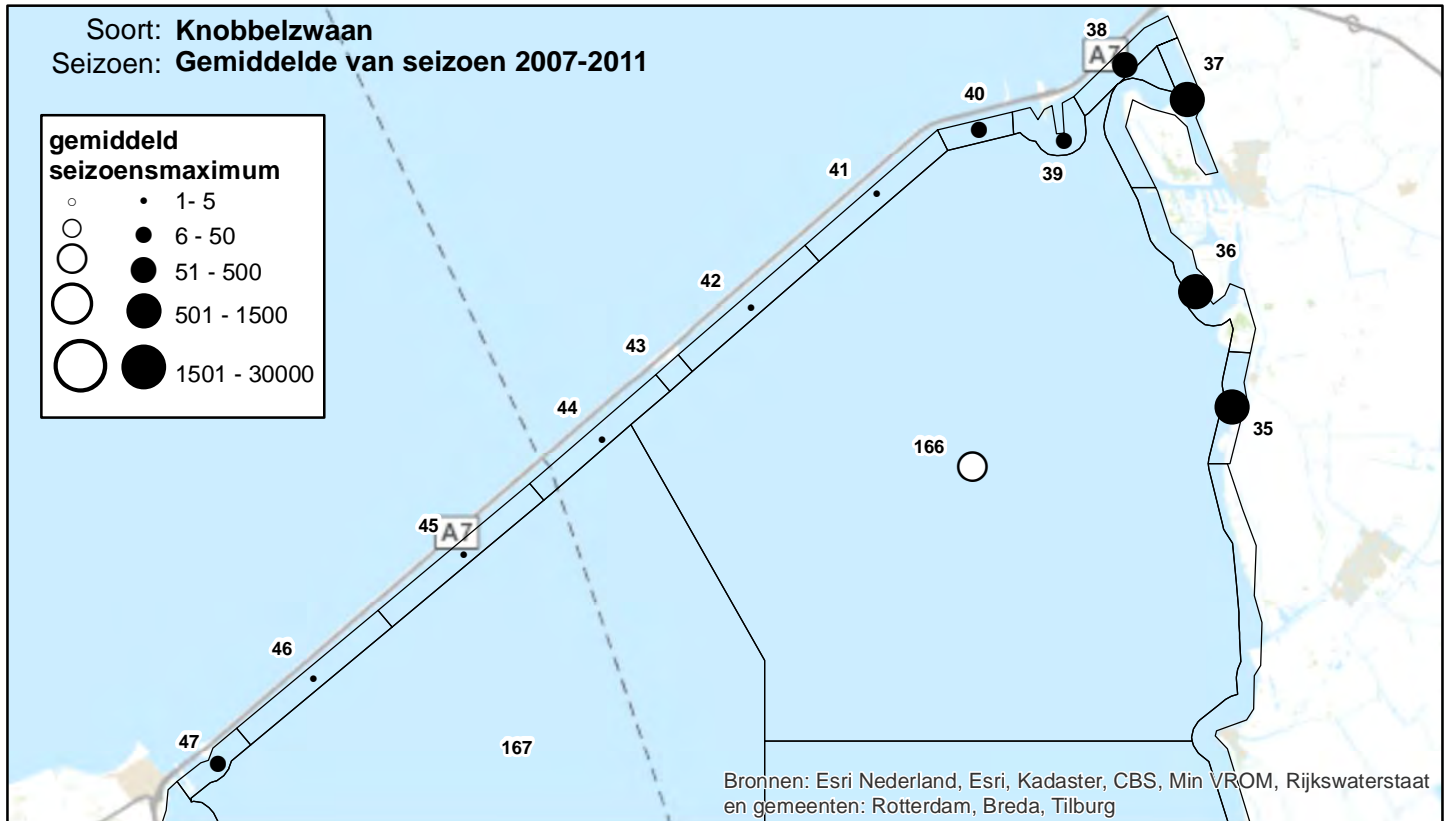 Soort: Knobbelzwaan
Seizoen: Gemiddelde van seizoen 2007-2011
gemiddeld
seizoensmaximum
1- 5
6 - 50
51 - 500
501 - 1500
1501 - 30000
38
A7
37
40
41
39
36
42
43
44
35
166
45
A7
46
47
167
Bronnen: Esri Nederland, Esri, Kadaster, CBS, Min VROM, Rijkswaterstaat
en gemeenten: Rotterdam, Breda, Tilburg